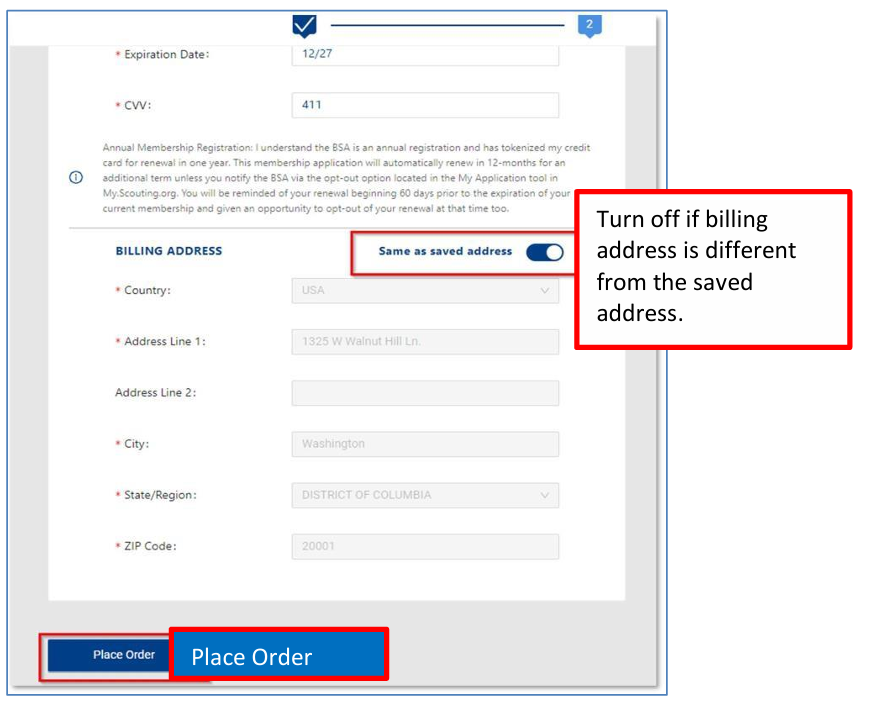 2
* Expiration Date:
12/27
* CVV:
411
Annual Membership Registration: I understand the BSA is an annual registration and has tokenized my credit
card for renewal in one year. This membership application will automatically renew in 12-months for an
additional term unless you notify the BSA via the opt-out option located in the My Application tool in
My.Scouting.org. You will be reminded of your renewal beginning 60 days prior to the expiration of your
current membership and given an opportunity to opt-out of your renewal at that time too.
BILLING ADDRESS
Same as saved address
Turn off if billing
address is different
from the saved
address.
* Country:
USA
* Address Line 1:
1325 W Walnut Hill Ln.
Address Line 2:
* City:
Washington
* State/Region:
DISTRICT OF COLUMBIA
* ZIP Code:
20001
Place Order
Place Order